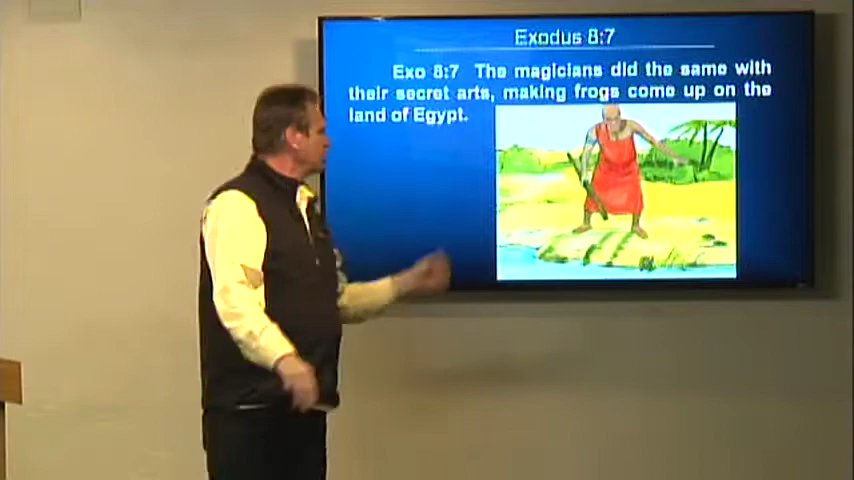 Exodus 8:7
Exo 8:7 The magicians did the same with
their secret arts, making frogs come up on the
land of Egypt.